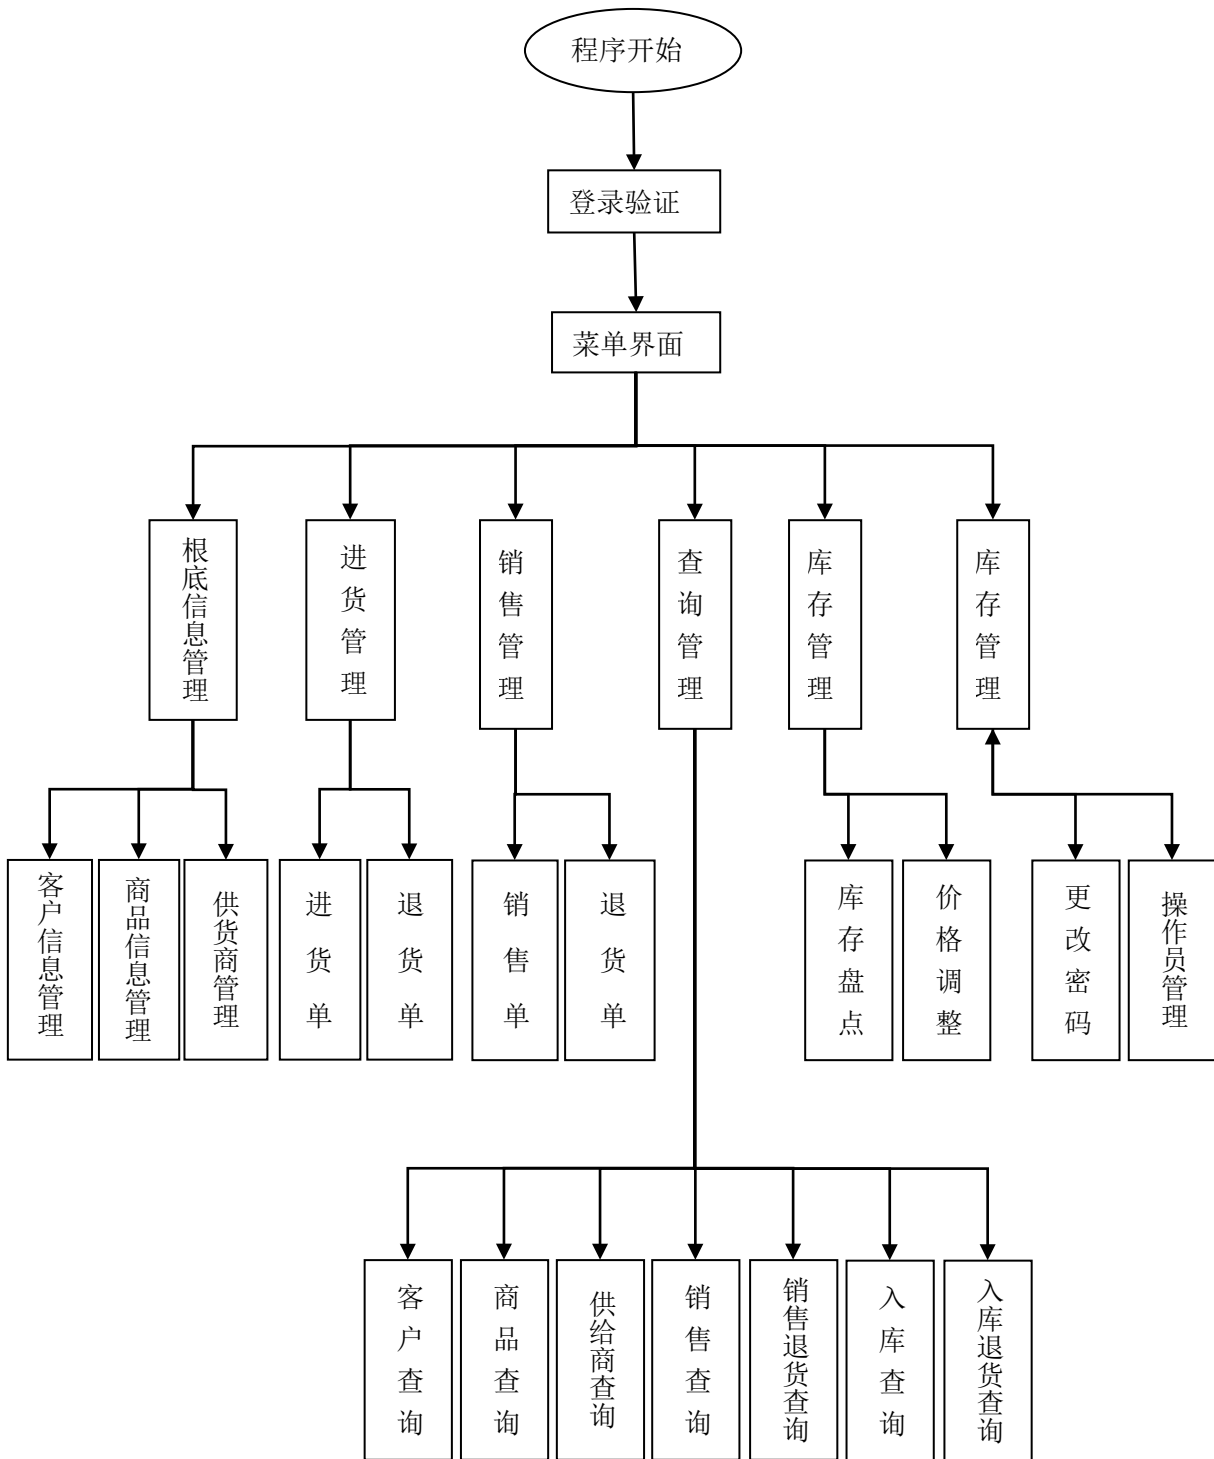 程序开始
登录验证
菜单界面
根底信息管理
进货管理
销售管理
查询管理
库存管理
库存管理
客户信息管理
商品信息管理
供货商管理
进货单
退货单
销售单
退货单
库存盘点
价格调整
更改密码
操作员管理
客户查询
商品查询
供给商查询
销售查询
销售退货查询
入库查询
入库退货查询